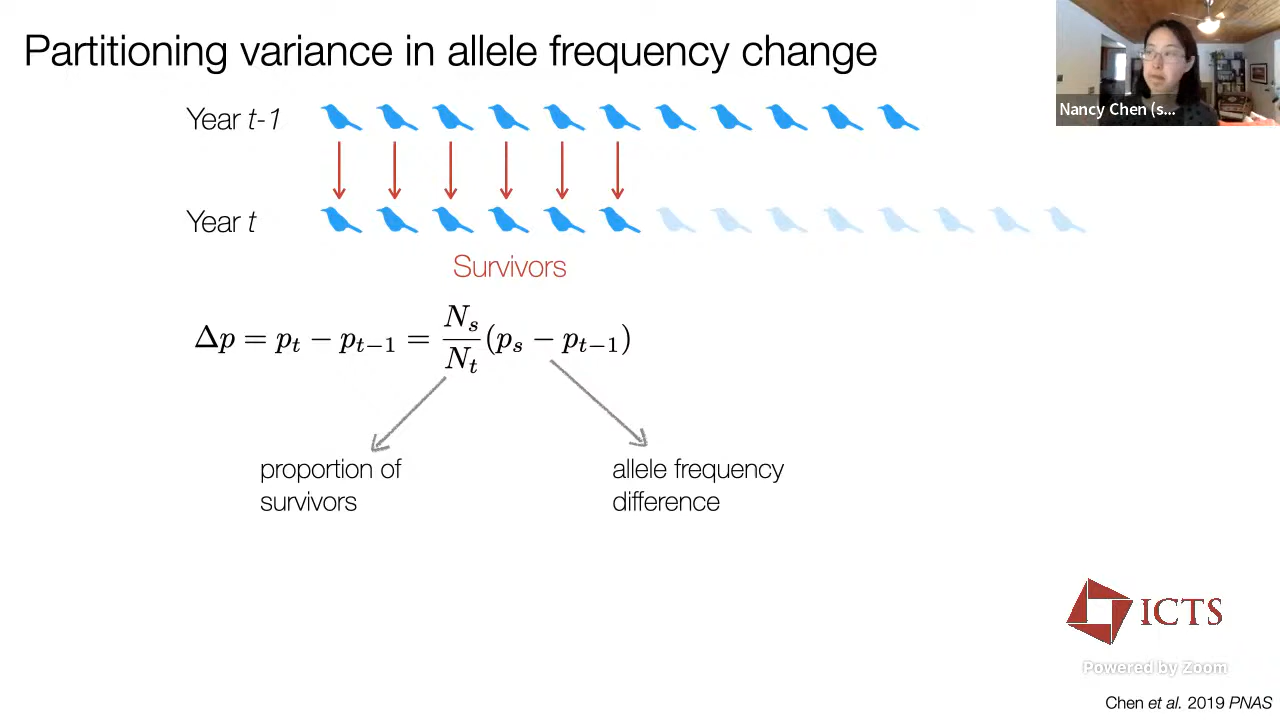 Partitioning variance in allele frequency change
Nancy Chen (s...
Year t-1
Year t
Survivors
Δp = p_t − p_{t−1} = \frac{N_s}{N_t}(p_s − p_{t−1})
proportion of
survivors
allele frequency
difference
ICTS
Powered by Zoom
Chen et al. 2019 PNAS